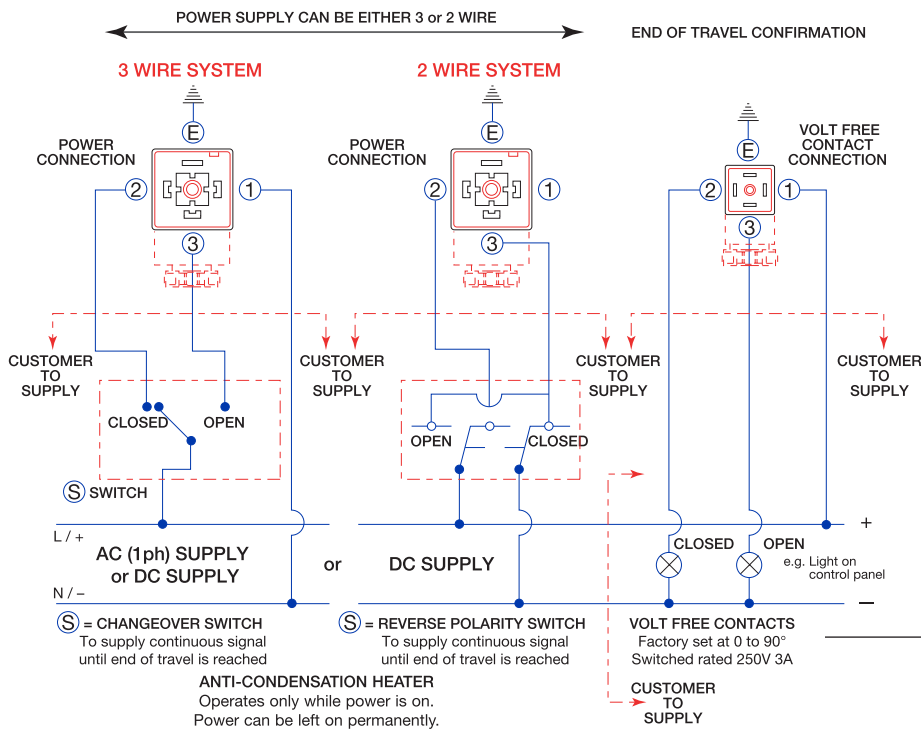 POWER SUPPLY CAN BE EITHER 3 or 2 WIRE
END OF TRAVEL CONFIRMATION
3 WIRE SYSTEM
2 WIRE SYSTEM
E
E
E
POWER
CONNECTION
POWER
CONNECTION
VOLT FREE
CONTACT
CONNECTION
2
1
3
2
1
3
2
1
3
CUSTOMER
TO
SUPPLY
CUSTOMER
TO
SUPPLY
CUSTOMER
TO
SUPPLY
CUSTOMER
TO
SUPPLY
CLOSED
OPEN
OPEN
CLOSED
S SWITCH
L / +
+
AC (1ph) SUPPLY
or DC SUPPLY
or
DC SUPPLY
CLOSED
OPEN
e.g. Light on
control panel
N / –
–
S = CHANGEOVER SWITCH
To supply continuous signal
until end of travel is reached
S = REVERSE POLARITY SWITCH
To supply continuous signal
until end of travel is reached
VOLT FREE CONTACTS
Factory set at 0 to 90°
Switched rated 250V 3A
ANTI-CONDENSATION HEATER
Operates only while power is on.
Power can be left on permanently.
CUSTOMER
TO
SUPPLY